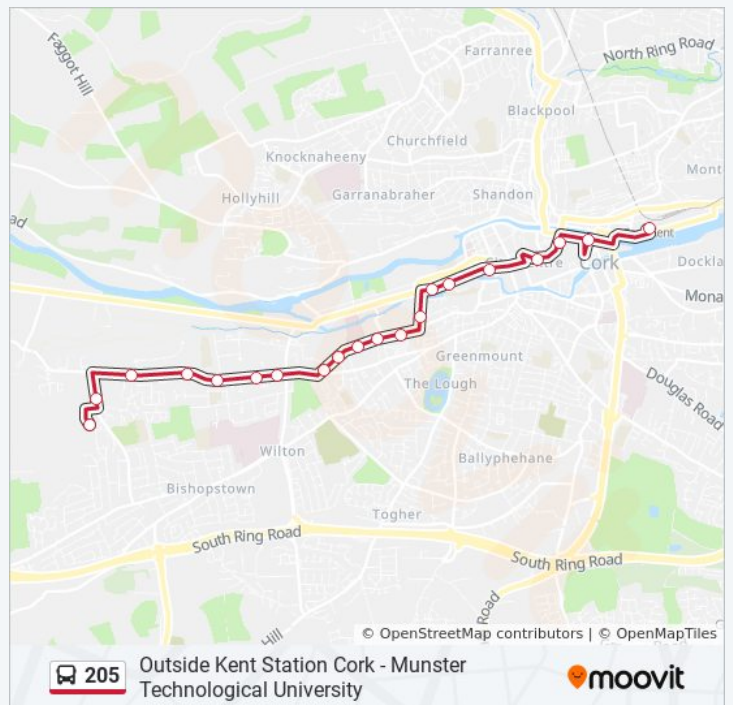 Faggot Hill
Farranree
North Ring Road
Blackpool
Churchfield
Knocknaheeny
Mont
Hollyhill
Garranabraher
Shandon
ad
ent
Cork
Dockla
Mona
Greenmount
The Lough
Douglas Road
Wilton
Ballyphehane
Bishopstown
Togher
South Ring Road
South Ring Road
Road
Hill
© OpenStreetMap contributors | © OpenMapTiles
205
Outside Kent Station Cork - Munster
Technological University
moovit